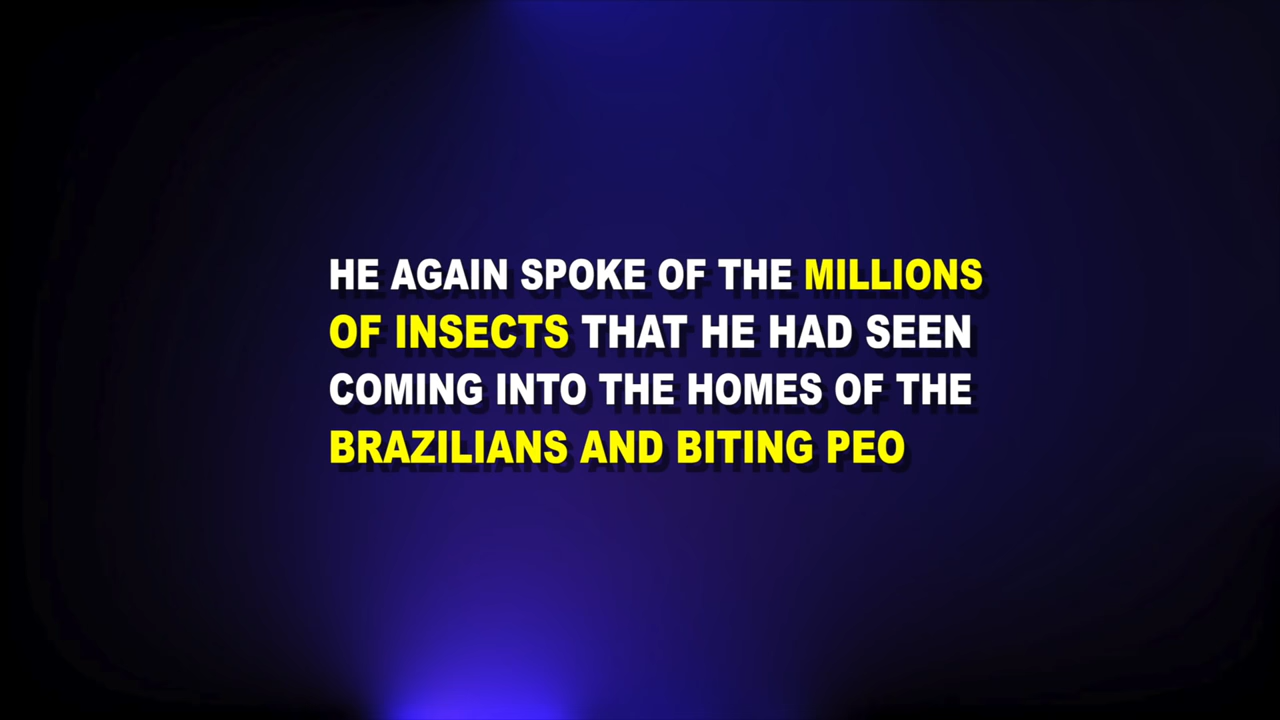 HE AGAIN SPOKE OF THE MILLIONS
OF INSECTS THAT HE HAD SEEN
COMING INTO THE HOMES OF THE
BRAZILIANS AND BITING PEO